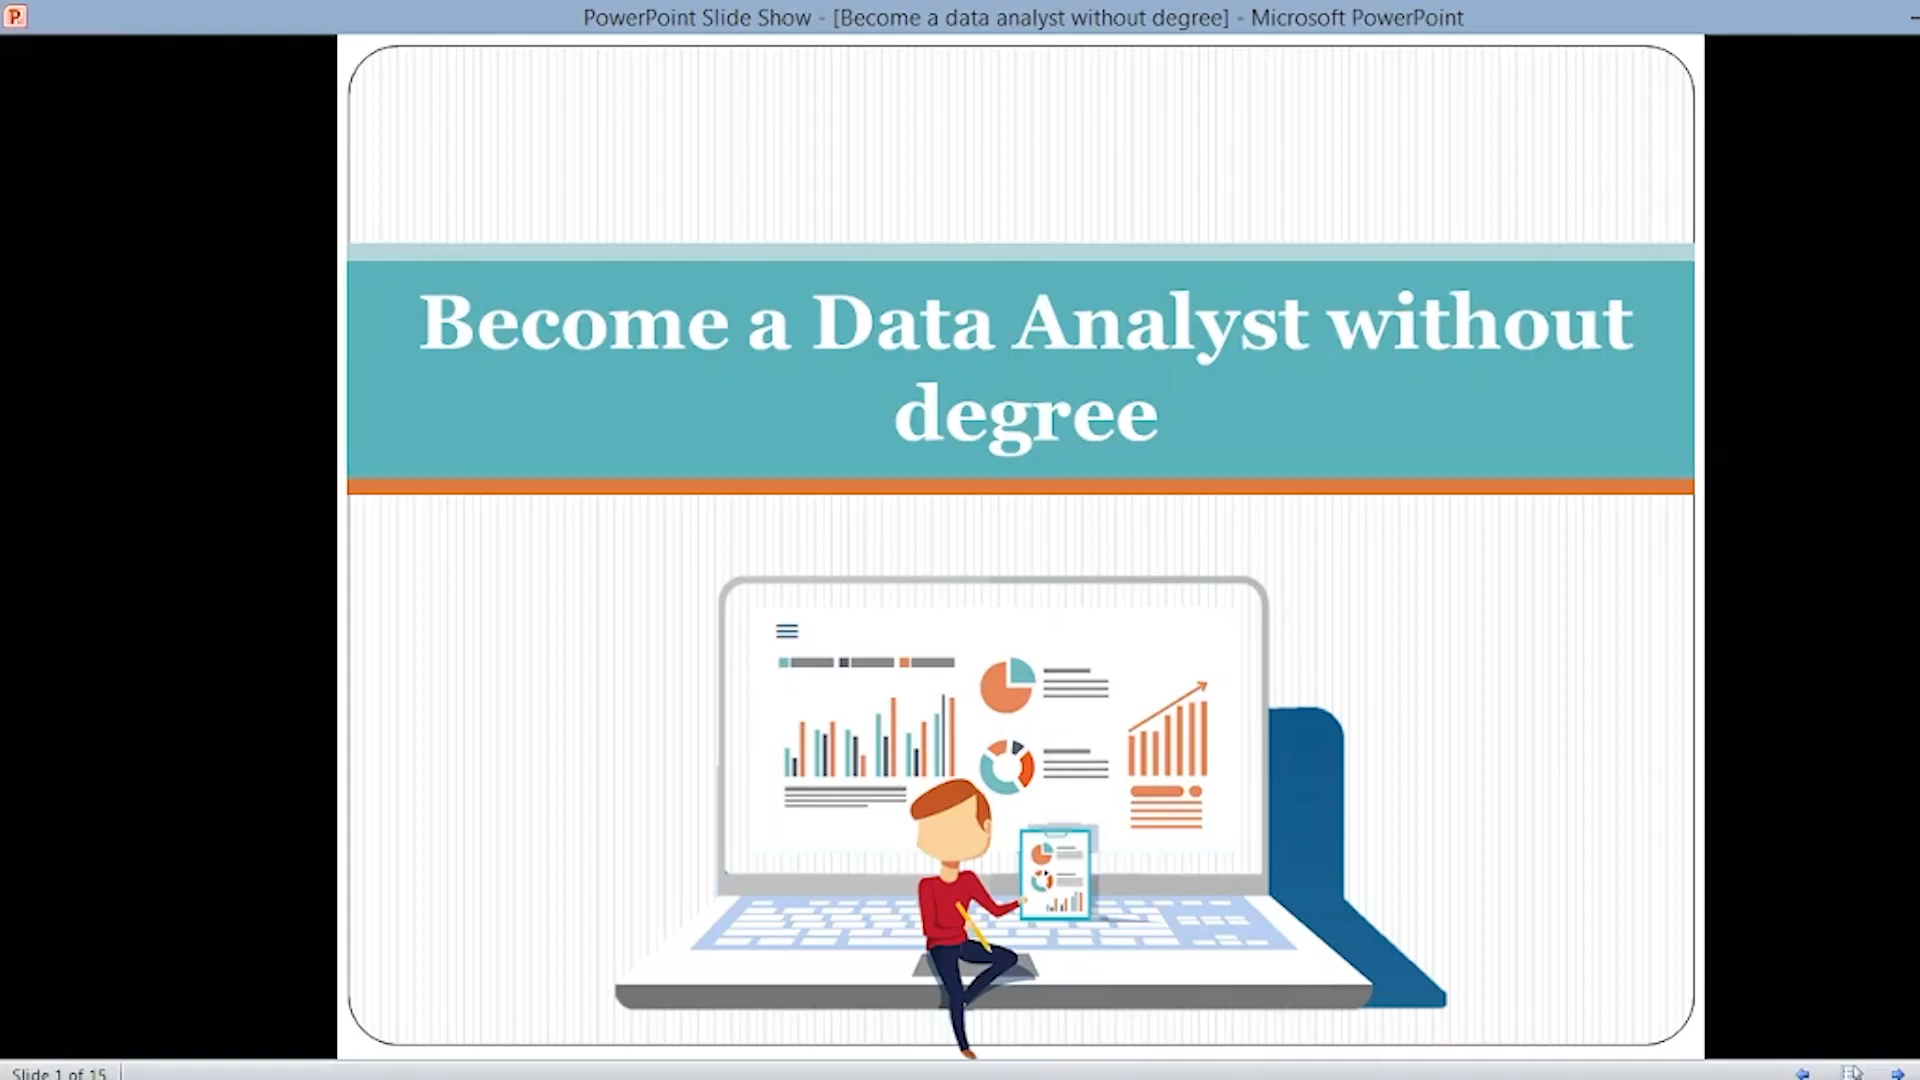 PowerPoint Slide Show - [Become a data analyst without degree] - Microsoft PowerPoint
Become a Data Analyst without
degree
Slide 1 of 15